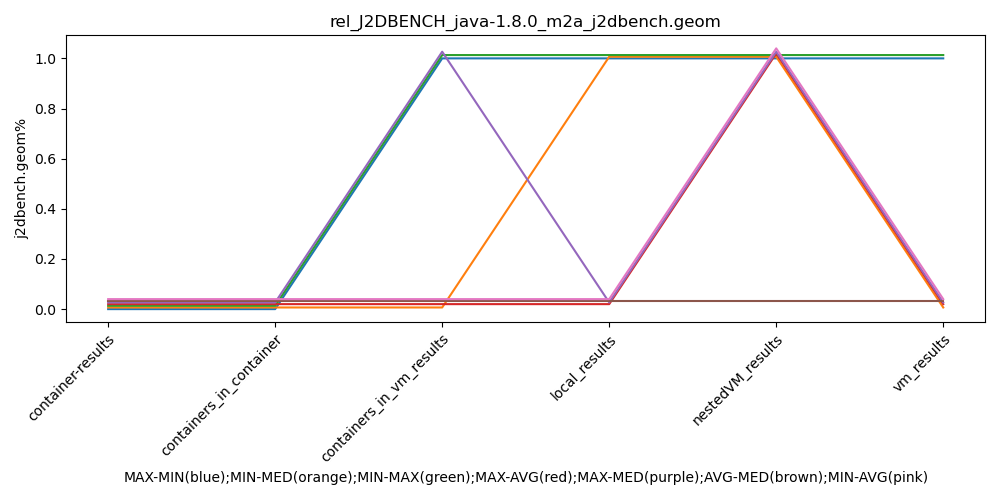 rel_J2DBENCH_java-1.8.0_m2a_j2dbench.geom
j2dbench.geom%
1.0
0.8
0.6
0.4
0.2
0.0
container-results
containers_in_container
containers_in_vm_results
local_results
nestedVM_results
vm_results
MAX-MIN(blue);MIN-MED(orange);MIN-MAX(green);MAX-AVG(red);MAX-MED(purple);AVG-MED(brown);MIN-AVG(pink)